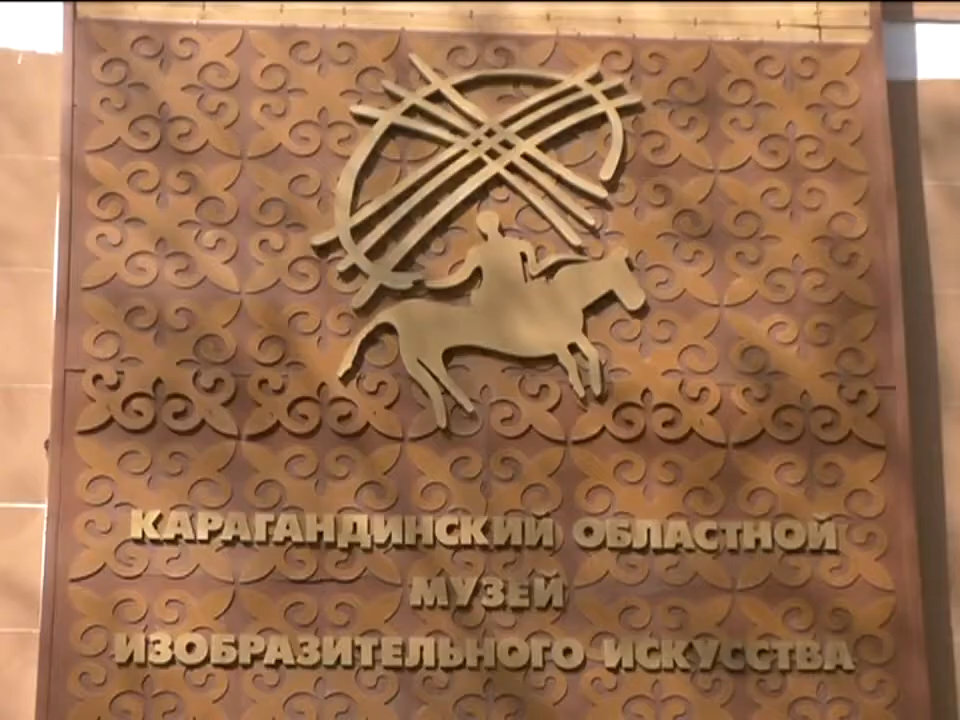 КАРАГАНДИНСКИЙ ОБЛАСТНОЙ
МУЗЕЙ
ИЗОБРАЗИТЕЛЬНОГО ИСКУССТВА